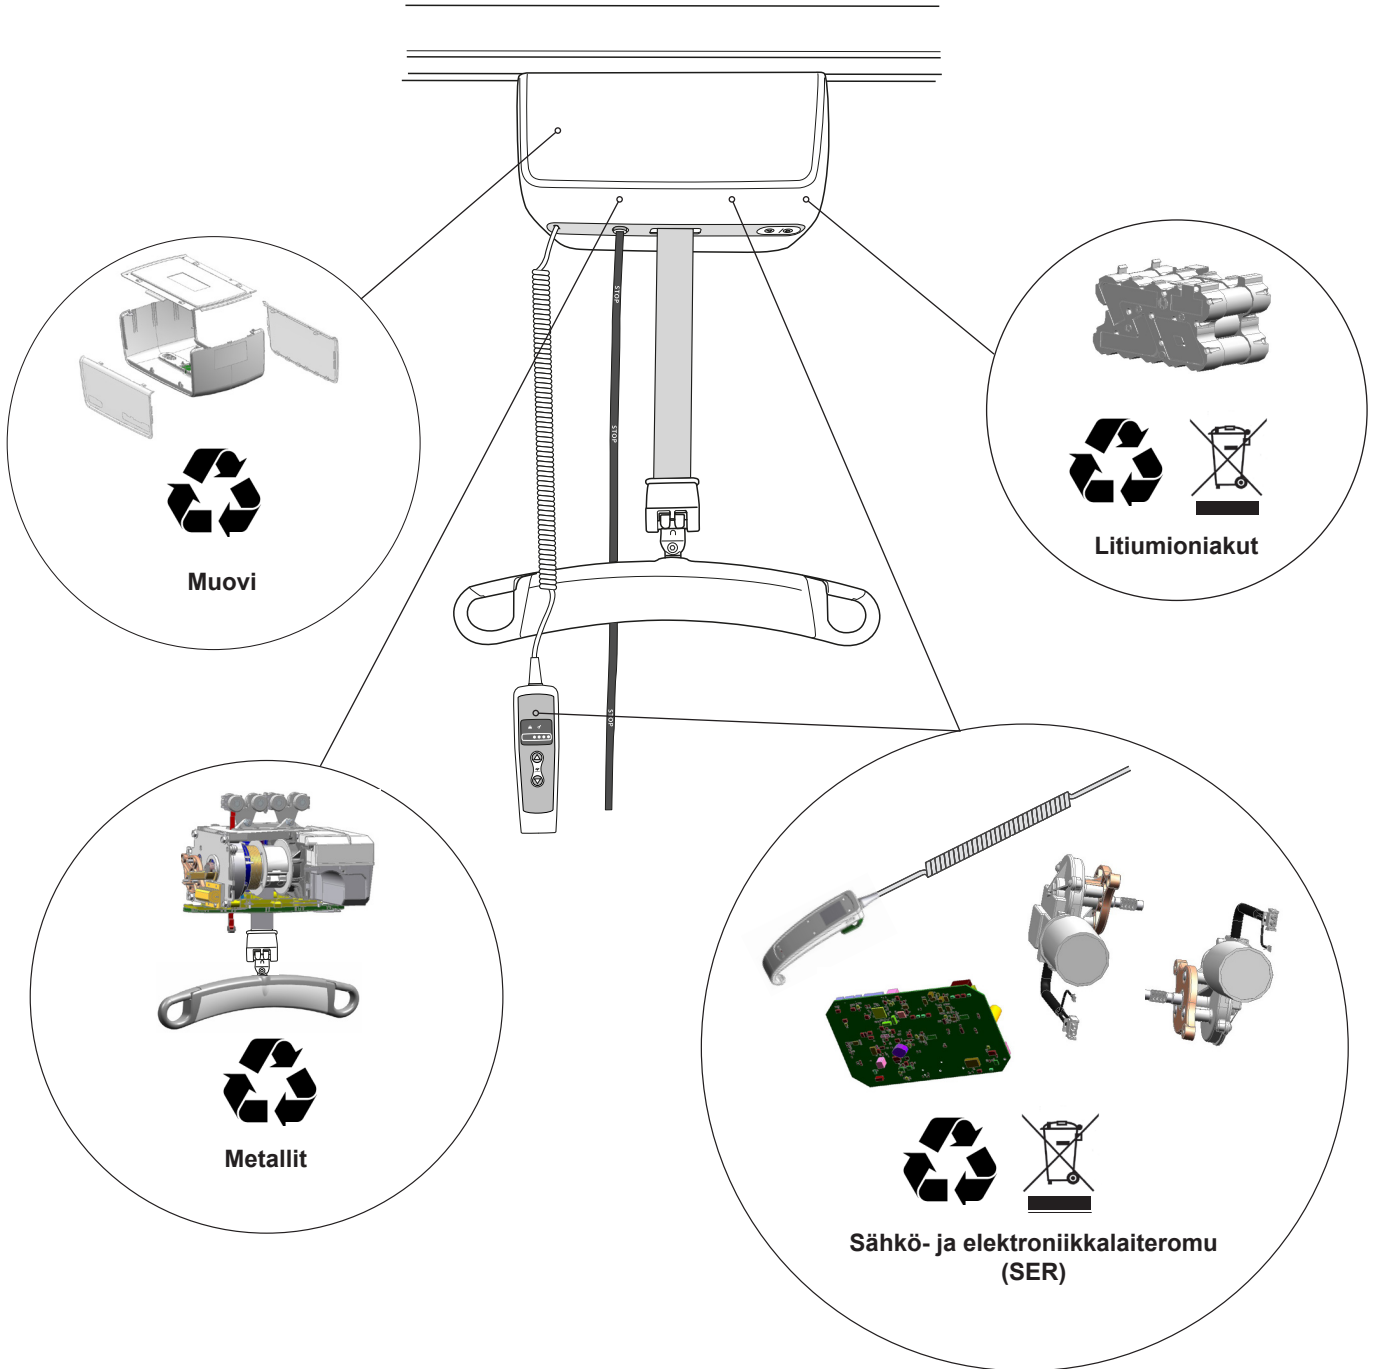 STOP
STOP
STOP
Muovi
Litiumioniakut
Metallit
Sähkö- ja elektroniikkalaiteromu
(SER)